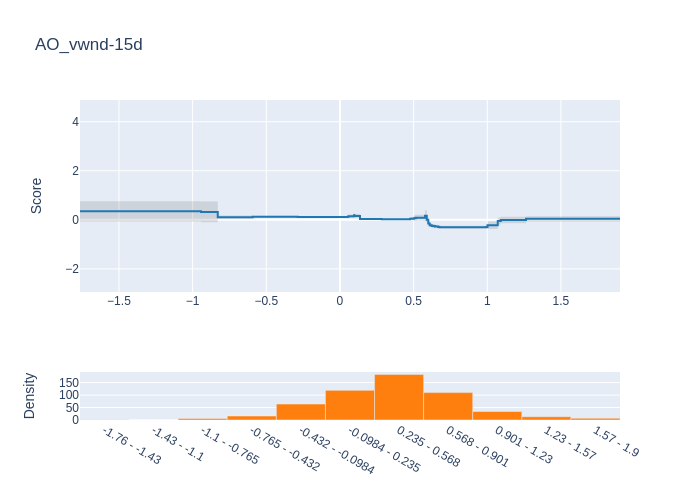 AO_vwnd-15d
Score
4
2
0
−2
−1.5 −1 −0.5 0 0.5 1 1.5
Density
150
100
50
0
-1.76 - -1.43
-1.43 - -1.1
-1.1 - -0.765
-0.765 - -0.432
-0.432 - -0.0984
-0.0984 - 0.235
0.235 - 0.568
0.568 - 0.901
0.901 - 1.23
1.23 - 1.57
1.57 - 1.9